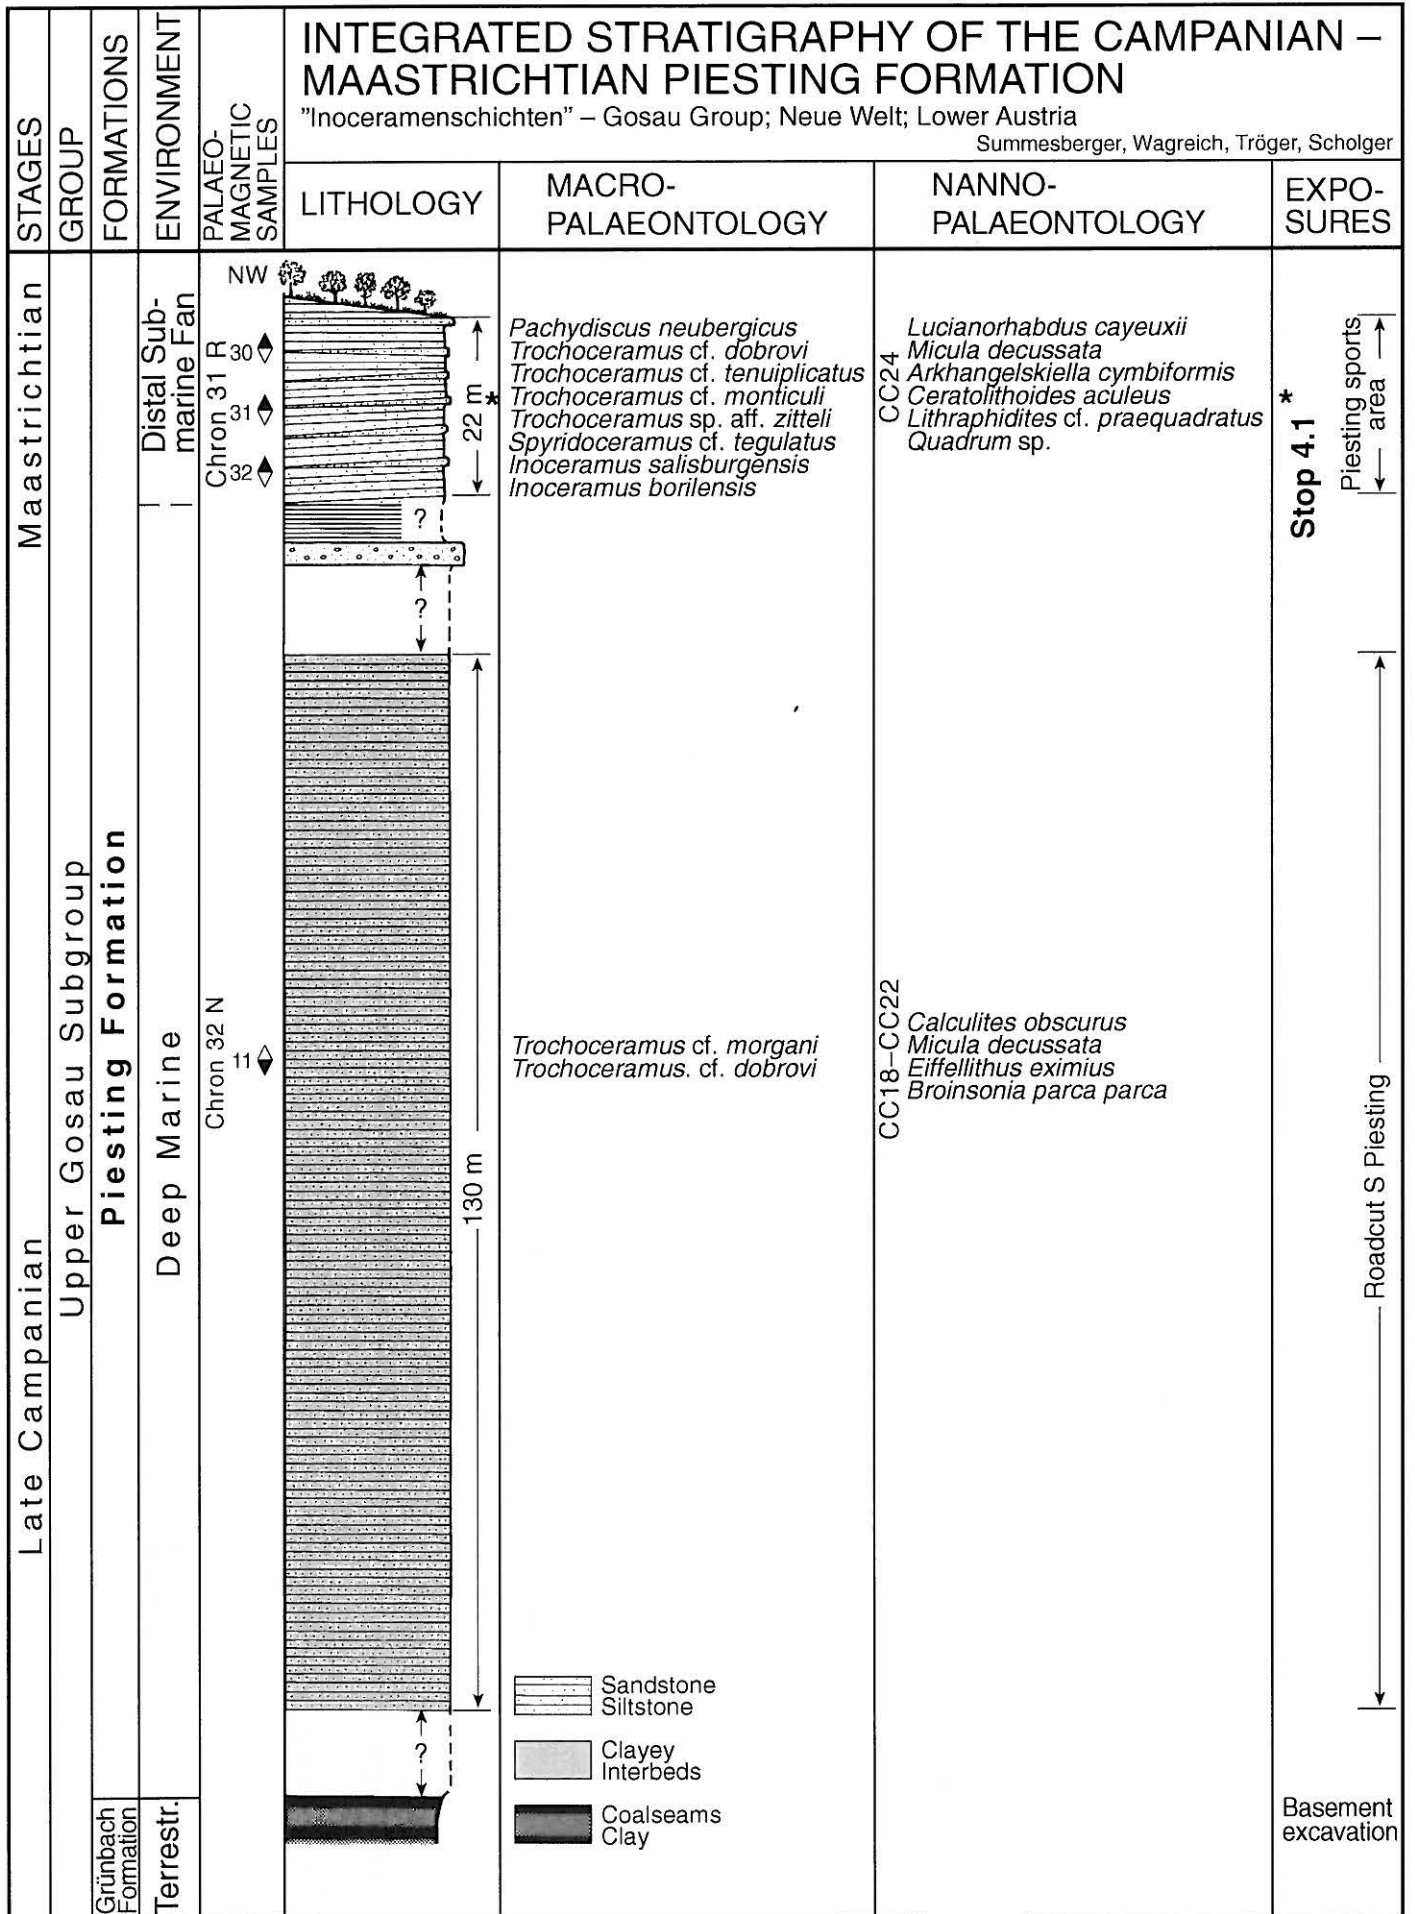 INTEGRATED STRATIGRAPHY OF THE CAMPANIAN –
MAASTRICHTIAN PIESTING FORMATION
"Inoceramenschichten” – Gosau Group; Neue Welt; Lower Austria
Summesberger, Wagreich, Tröger, Scholger
STAGES
GROUP
FORMATIONS
ENVIRONMENT
PALAEO-
MAGNETIC
SAMPLES
LITHOLOGY
MACRO-
PALAEONTOLOGY
NANNO-
PALAEONTOLOGY
EXPO-
SURES
Maastrichtian
Late Campanian
Upper Gosau Subgroup
Piesting Formation
Grünbach
Formation
Distal Sub-
marine Fan
Deep Marine
Terrestr.
Chron 31 R
30
31
32
Chron 32 N
11
NW
22 m
*
?
?
130 m
?
Pachydiscus neubergicus
Trochoceramus cf. dobrovi
Trochoceramus cf. tenuiplicatus
Trochoceramus cf. monticuli
Trochoceramus sp. aff. zitteli
Spyridoceramus cf. tegulatus
Inoceramus salisburgensis
Inoceramus borilensis
Trochoceramus cf. morgani
Trochoceramus. cf. dobrovi
CC24
Lucianorhabdus cayeuxii
Micula decussata
Arkhangelskiella cymbiformis
Ceratolithoides aculeus
Lithraphidites cf. praequadratus
Quadrum sp.
CC18–CC22
Calculites obscurus
Micula decussata
Eiffellithus eximius
Broinsonia parca parca
*
Stop 4.1
Piesting sports
area
Roadcut S Piesting
Basement
excavation
Sandstone
Siltstone
Clayey
Interbeds
Coalseams
Clay